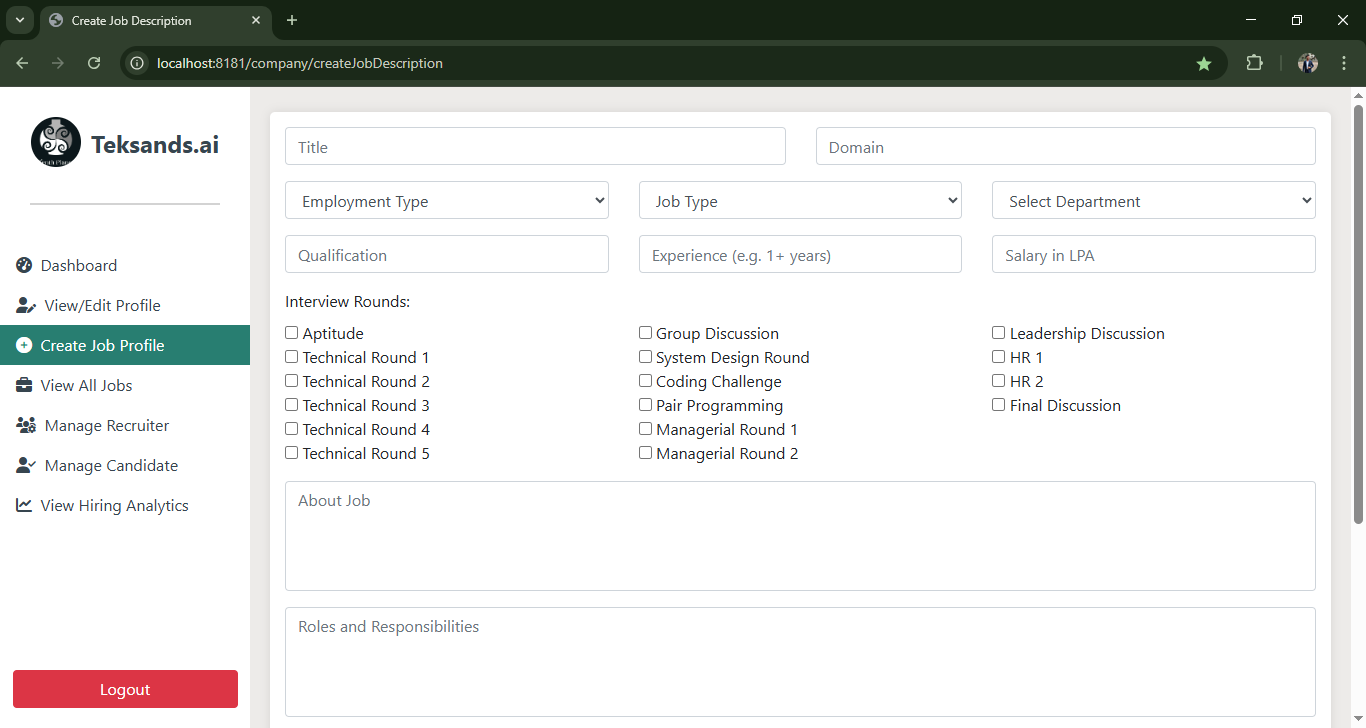 Create Job Description
localhost:8181/company/createJobDescription
Teksands.ai
Dashboard
View/Edit Profile
Create Job Profile
View All Jobs
Manage Recruiter
Manage Candidate
View Hiring Analytics
Logout
Title Domain
Employment Type Job Type Select Department
Qualification Experience (e.g. 1+ years) Salary in LPA
Interview Rounds:
Aptitude Group Discussion Leadership Discussion
Technical Round 1 System Design Round HR 1
Technical Round 2 Coding Challenge HR 2
Technical Round 3 Pair Programming Final Discussion
Technical Round 4 Managerial Round 1
Technical Round 5 Managerial Round 2
About Job
Roles and Responsibilities